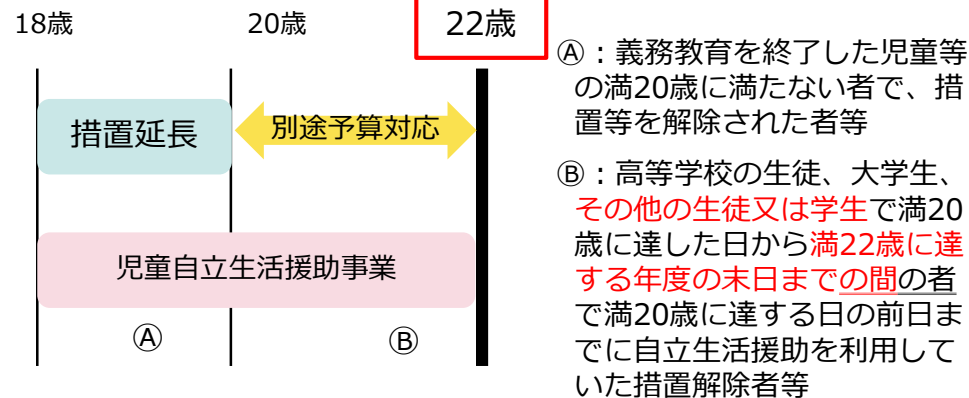 18歳
20歳
22歳
措置延長
別途予算対応
児童自立生活援助事業
Ⓐ
Ⓑ
Ⓐ：義務教育を終了した児童等
の満20歳に満たない者で、措
置等を解除された者等
Ⓑ：高等学校の生徒、大学生、
その他の生徒又は学生で満20
歳に達した日から満22歳に達
する年度の末日までの間の者
で満20歳に達する日の前日ま
でに自立生活援助を利用して
いた措置解除者等